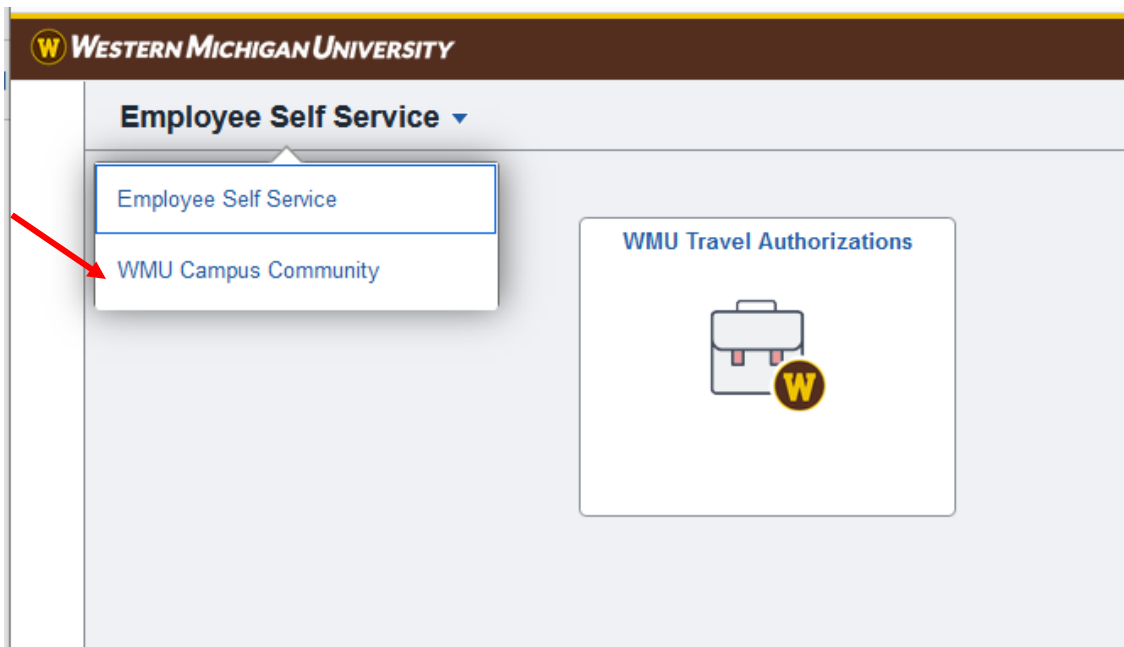 W WESTERN MICHIGAN UNIVERSITY
Employee Self Service
Employee Self Service
WMU Campus Community
WMU Travel Authorizations
W